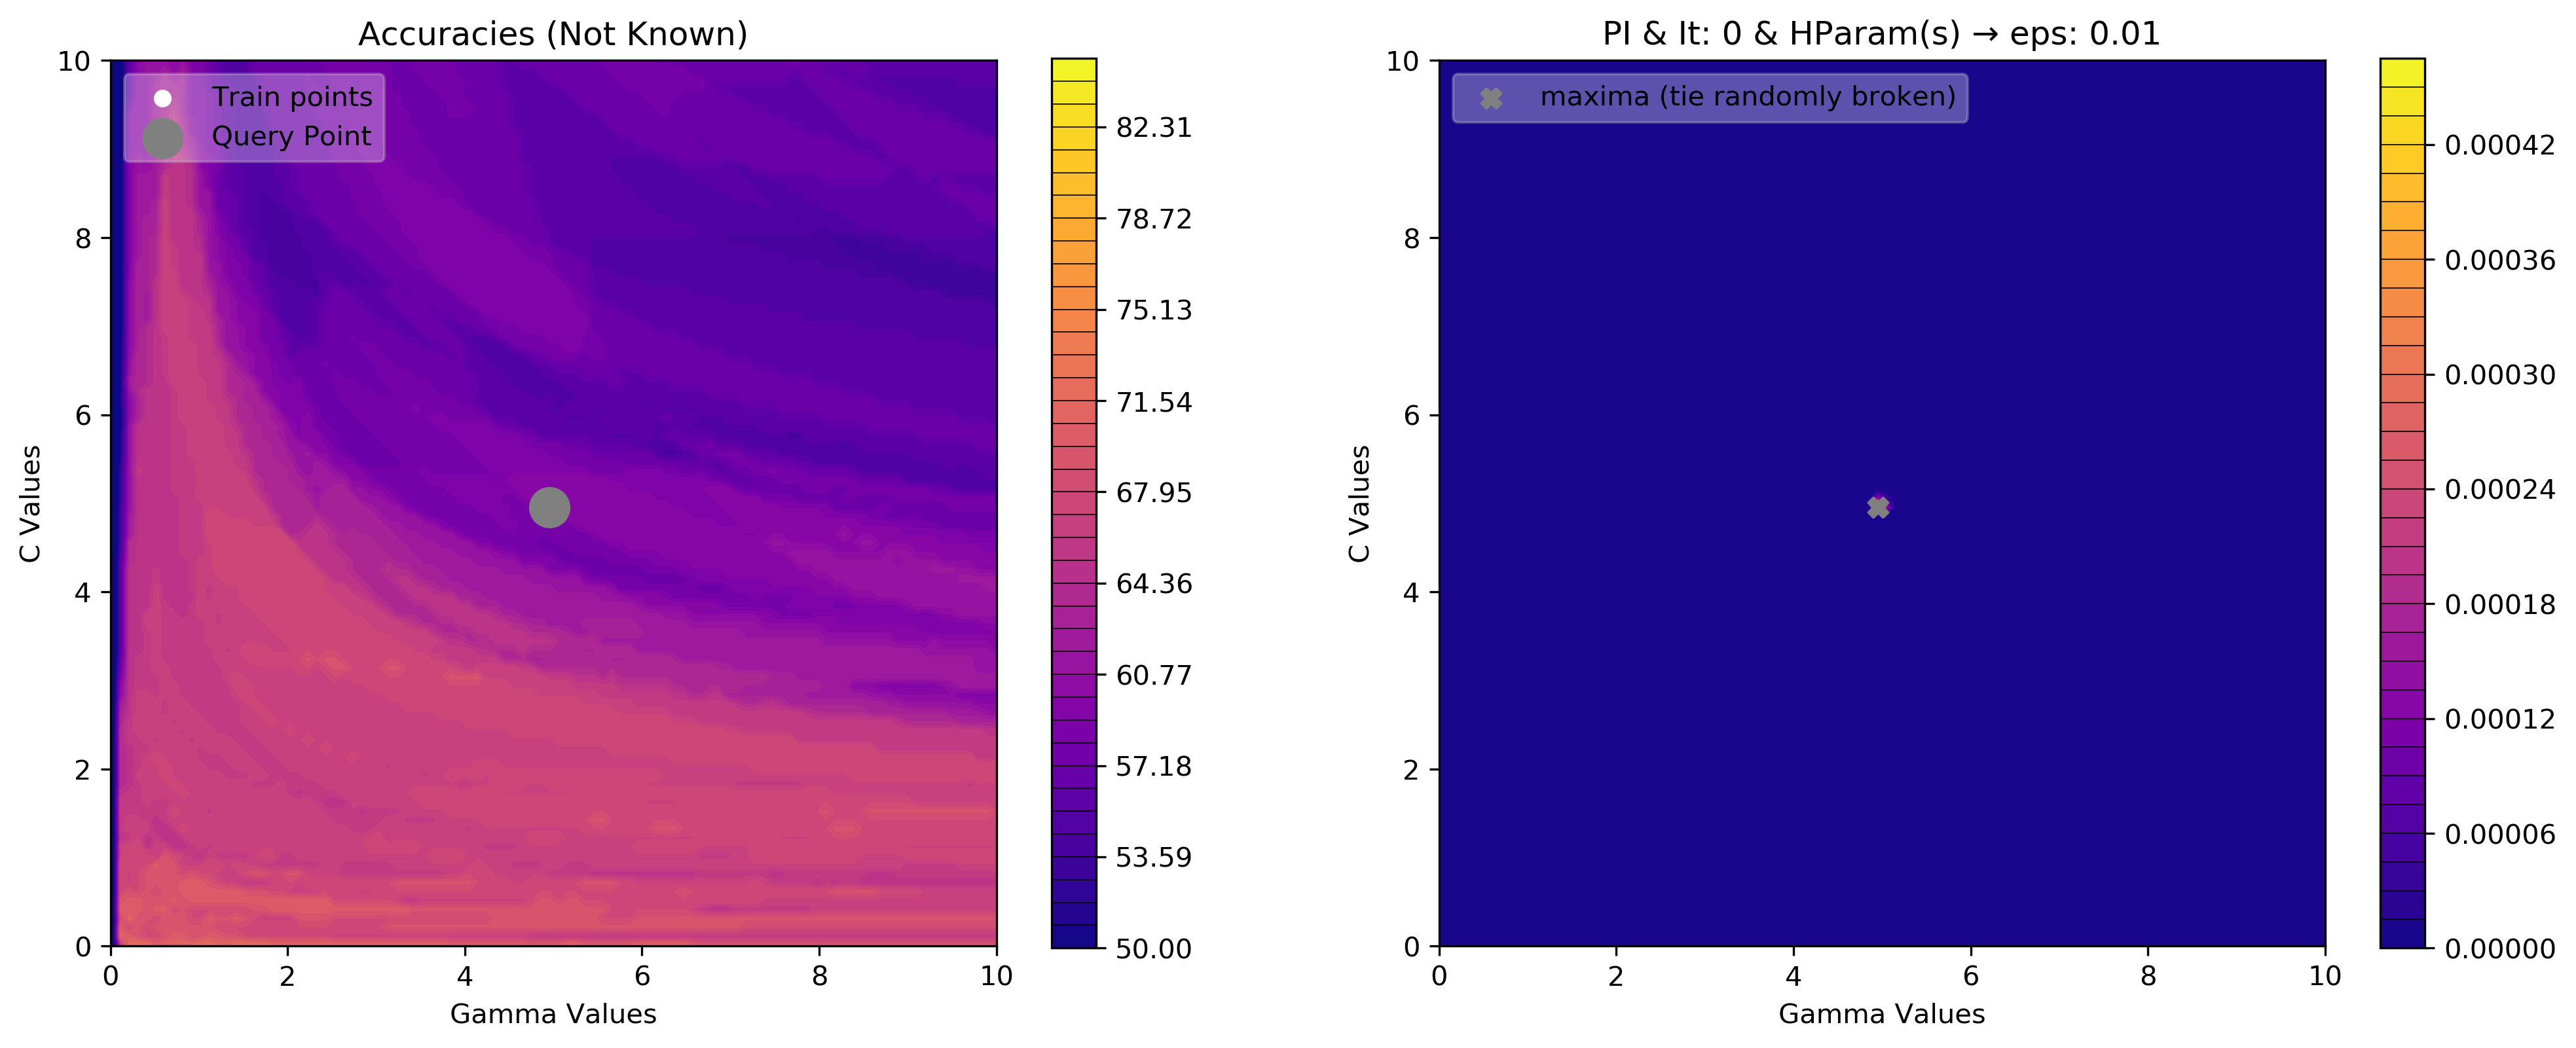 Accuracies (Not Known)
10
8
6
4
2
0
C Values
Train points
Query Point
0 2 4 6 8 10
Gamma Values
82.31
78.72
75.13
71.54
67.95
64.36
60.77
57.18
53.59
50.00
PI & It: 0 & HParam(s) → eps: 0.01
10
8
6
4
2
0
C Values
maxima (tie randomly broken)
0 2 4 6 8 10
Gamma Values
0.00042
0.00036
0.00030
0.00024
0.00018
0.00012
0.00006
0.00000